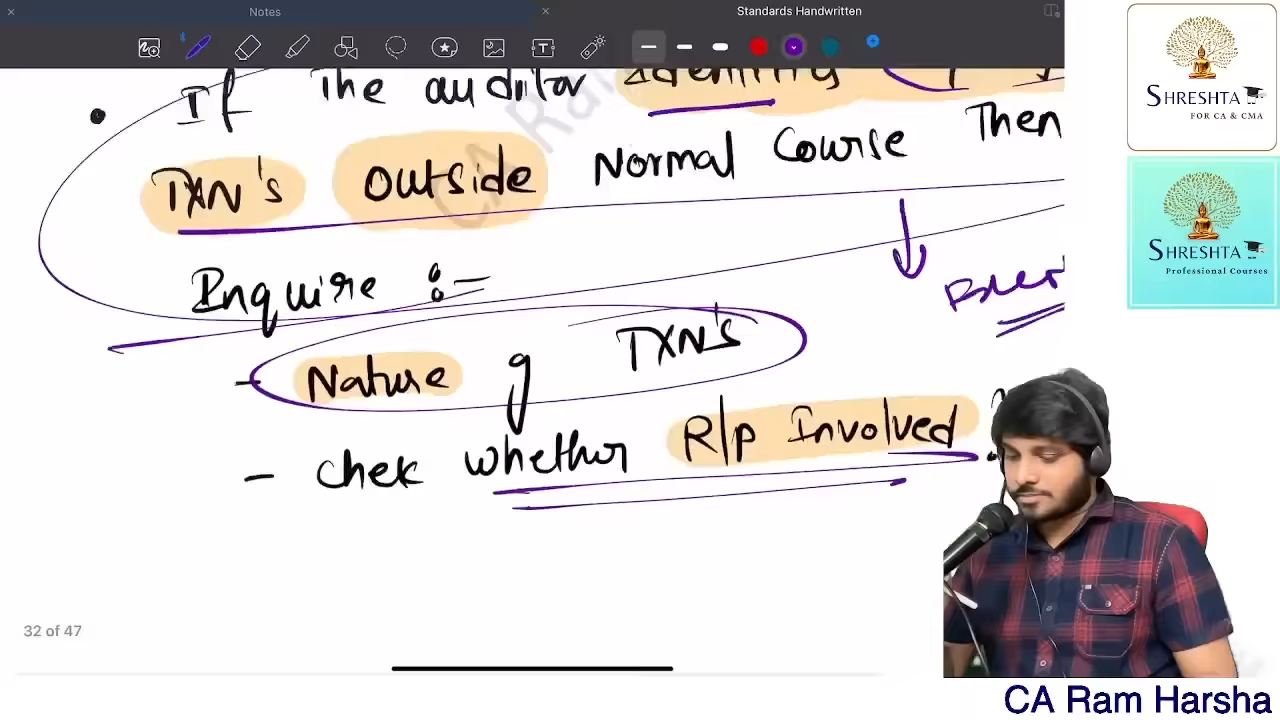 Notes
Standards Handwritten
SHRESHTA
FOR CA & CMA
• If The auditor identify
TXN's outside Normal Course Then
Enquire :-
- Nature of TXN's
- chek whether R/p Involved ?
SHRESHTA
Professional Courses
32 of 47
CA Ram Harsha